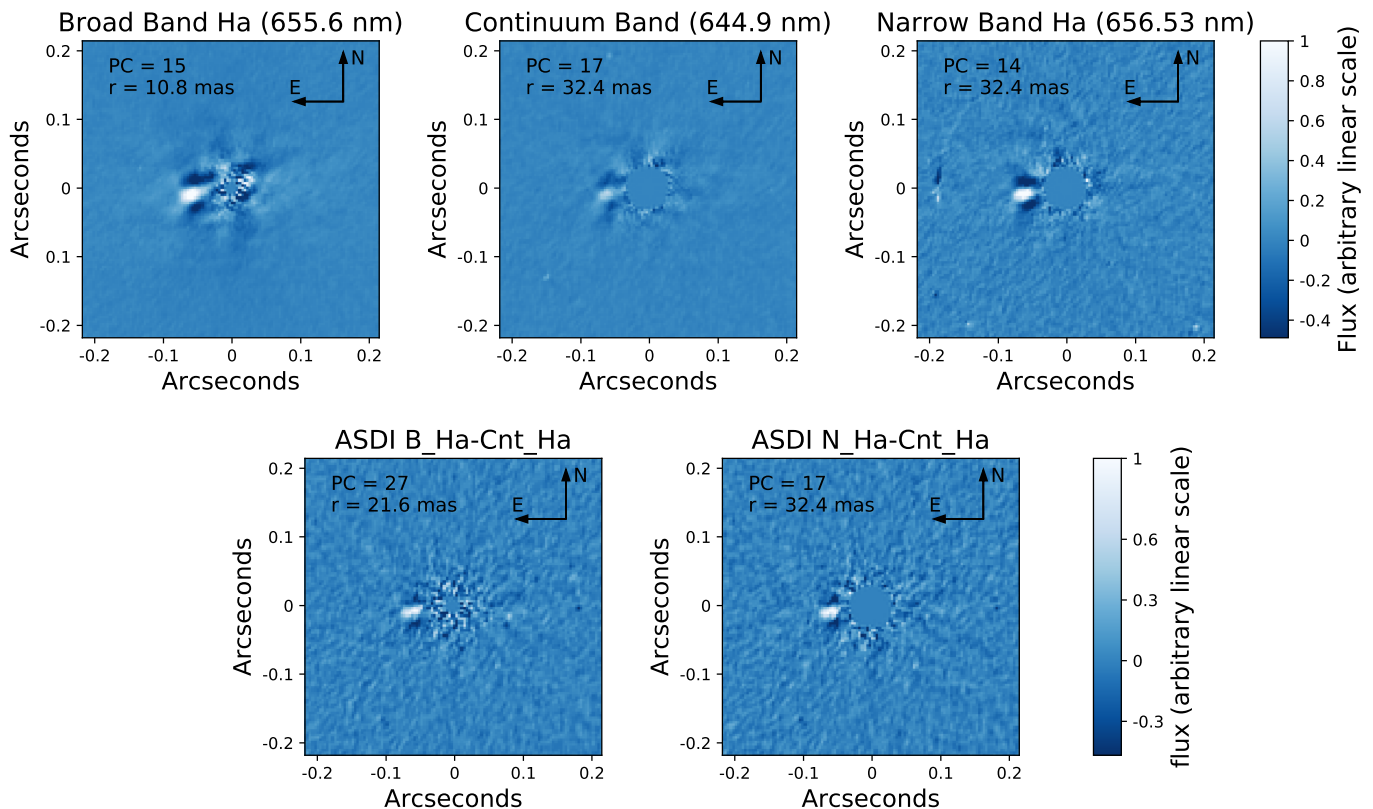 Broad Band Ha (655.6 nm)
Continuum Band (644.9 nm)
Narrow Band Ha (656.53 nm)
PC = 15
r = 10.8 mas
N
E
0.2
0.1
0
-0.1
-0.2
Arcseconds
-0.2
-0.1
0
0.1
0.2
Arcseconds
PC = 17
r = 32.4 mas
N
E
0.2
0.1
0
0.1
-0.2
Arcseconds
-0.2
-0.1
0
0.1
0.2
Arcseconds
PC = 14
r = 32.4 mas
N
E
0.2
0.1
0
0.1
-0.2
Arcseconds
-0.2
-0.1
0
0.1
0.2
Arcseconds
1
0.8
0.6
0.4
0.2
0
-0.2
-0.4
Flux (arbitrary linear scale)
ASDI B_Ha-Cnt_Ha
ASDI N_Ha-Cnt_Ha
PC = 27
r = 21.6 mas
N
E
0.2
0.1
0
-0.1
-0.2
Arcseconds
-0.2
-0.1
0
0.1
0.2
Arcseconds
PC = 17
r = 32.4 mas
N
E
0.2
0.1
0
-0.1
-0.2
Arcseconds
-0.2
-0.1
0
0.1
0.2
Arcseconds
1
0.6
0.3
0
-0.3
flux (arbitrary linear scale)